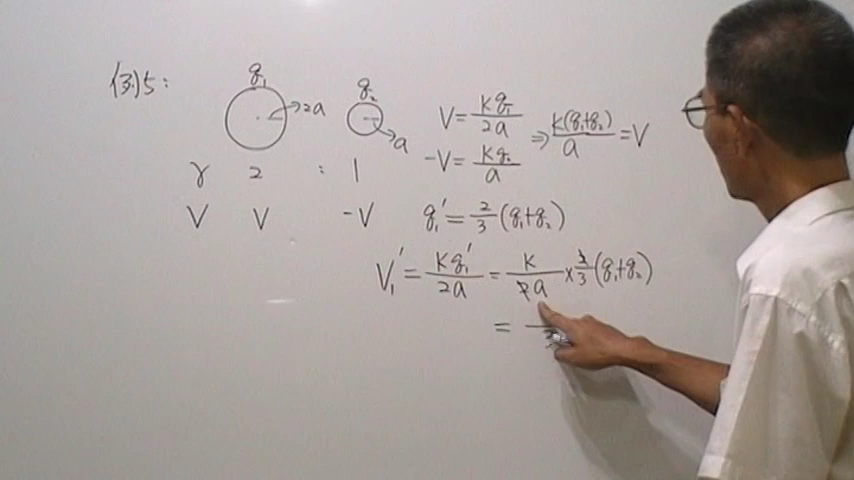 例5:
q₁ →2a
q₂ →a
r 2 : 1
V V -V
V = Kq₁/2a
-V = Kq₂/a
⇒ K(q₁+q₂)/a = V
q₁' = 2/3 (q₁+q₂)
V₁' = Kq₁'/2a = K/2a × 2/3 (q₁+q₂)
=